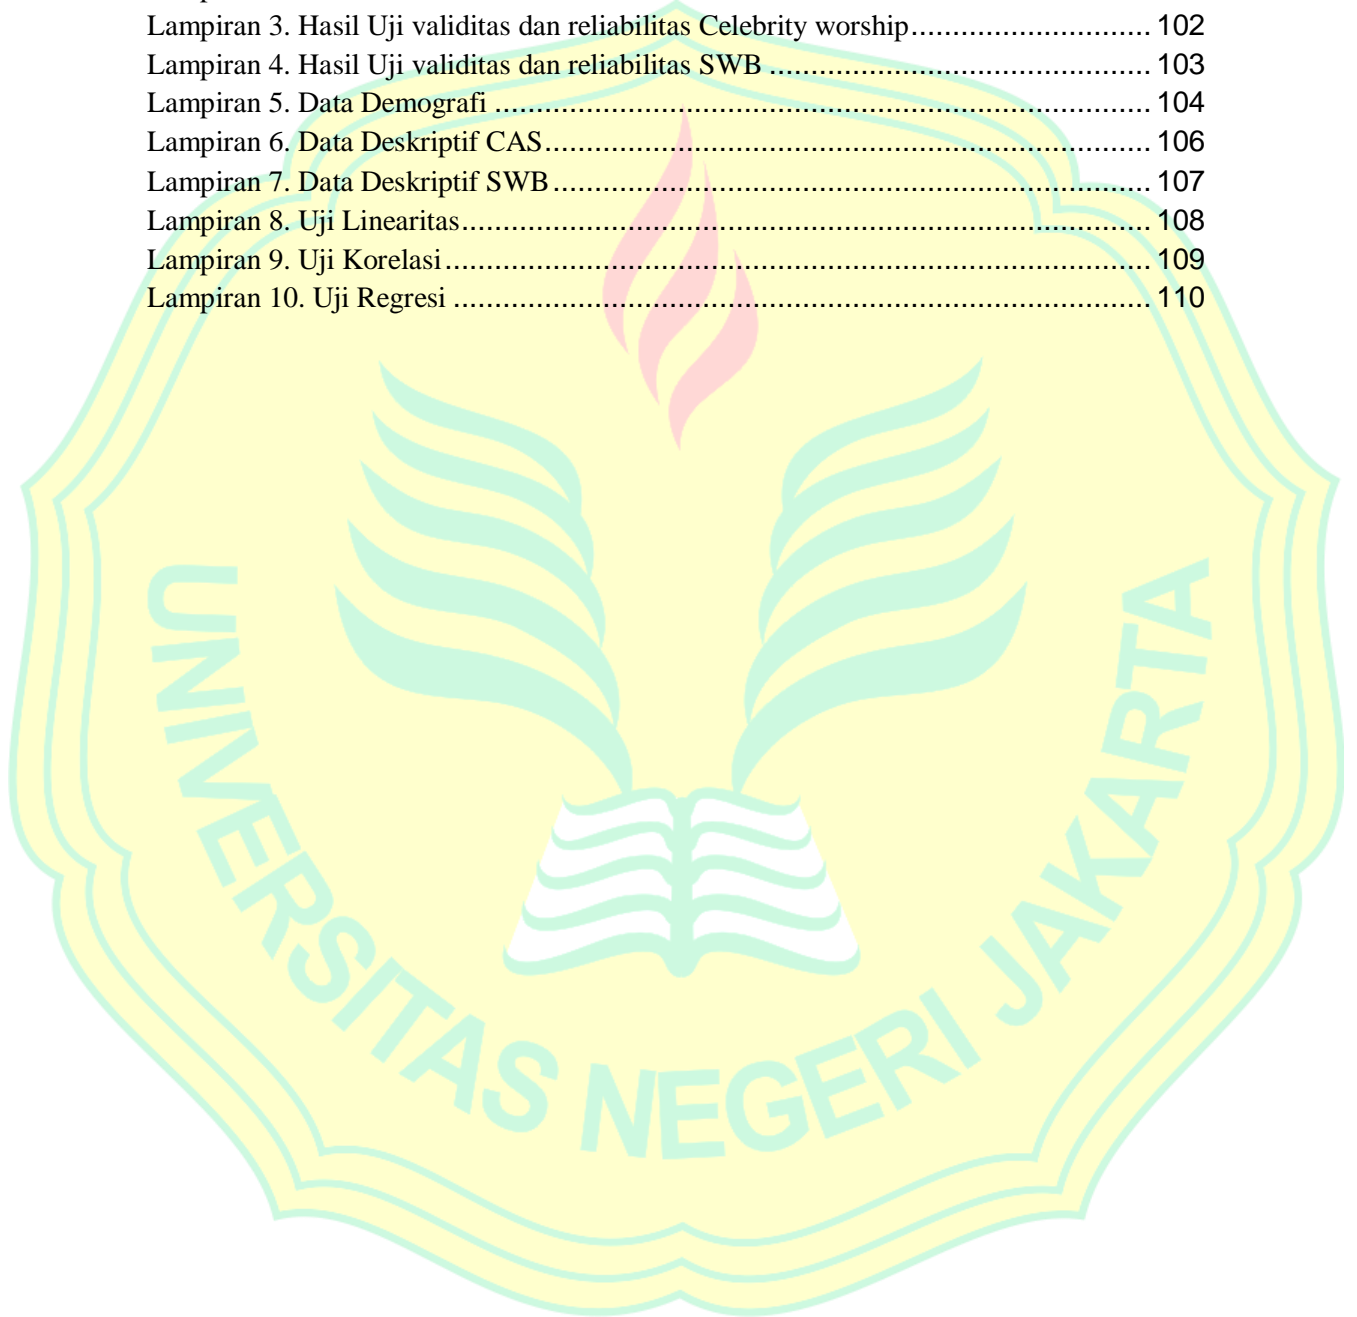 Lampiran 3. Hasil Uji validitas dan reliabilitas Celebrity worship............................. 102
Lampiran 4. Hasil Uji validitas dan reliabilitas SWB .............................................. 103
Lampiran 5. Data Demografi ............................................................................... 104
Lampiran 6. Data Deskriptif CAS......................................................................... 106
Lampiran 7. Data Deskriptif SWB........................................................................ 107
Lampiran 8. Uji Linearitas................................................................................... 108
Lampiran 9. Uji Korelasi..................................................................................... 109
Lampiran 10. Uji Regresi .................................................................................... 110
UNIVERSITAS NEGERI JAKARTA